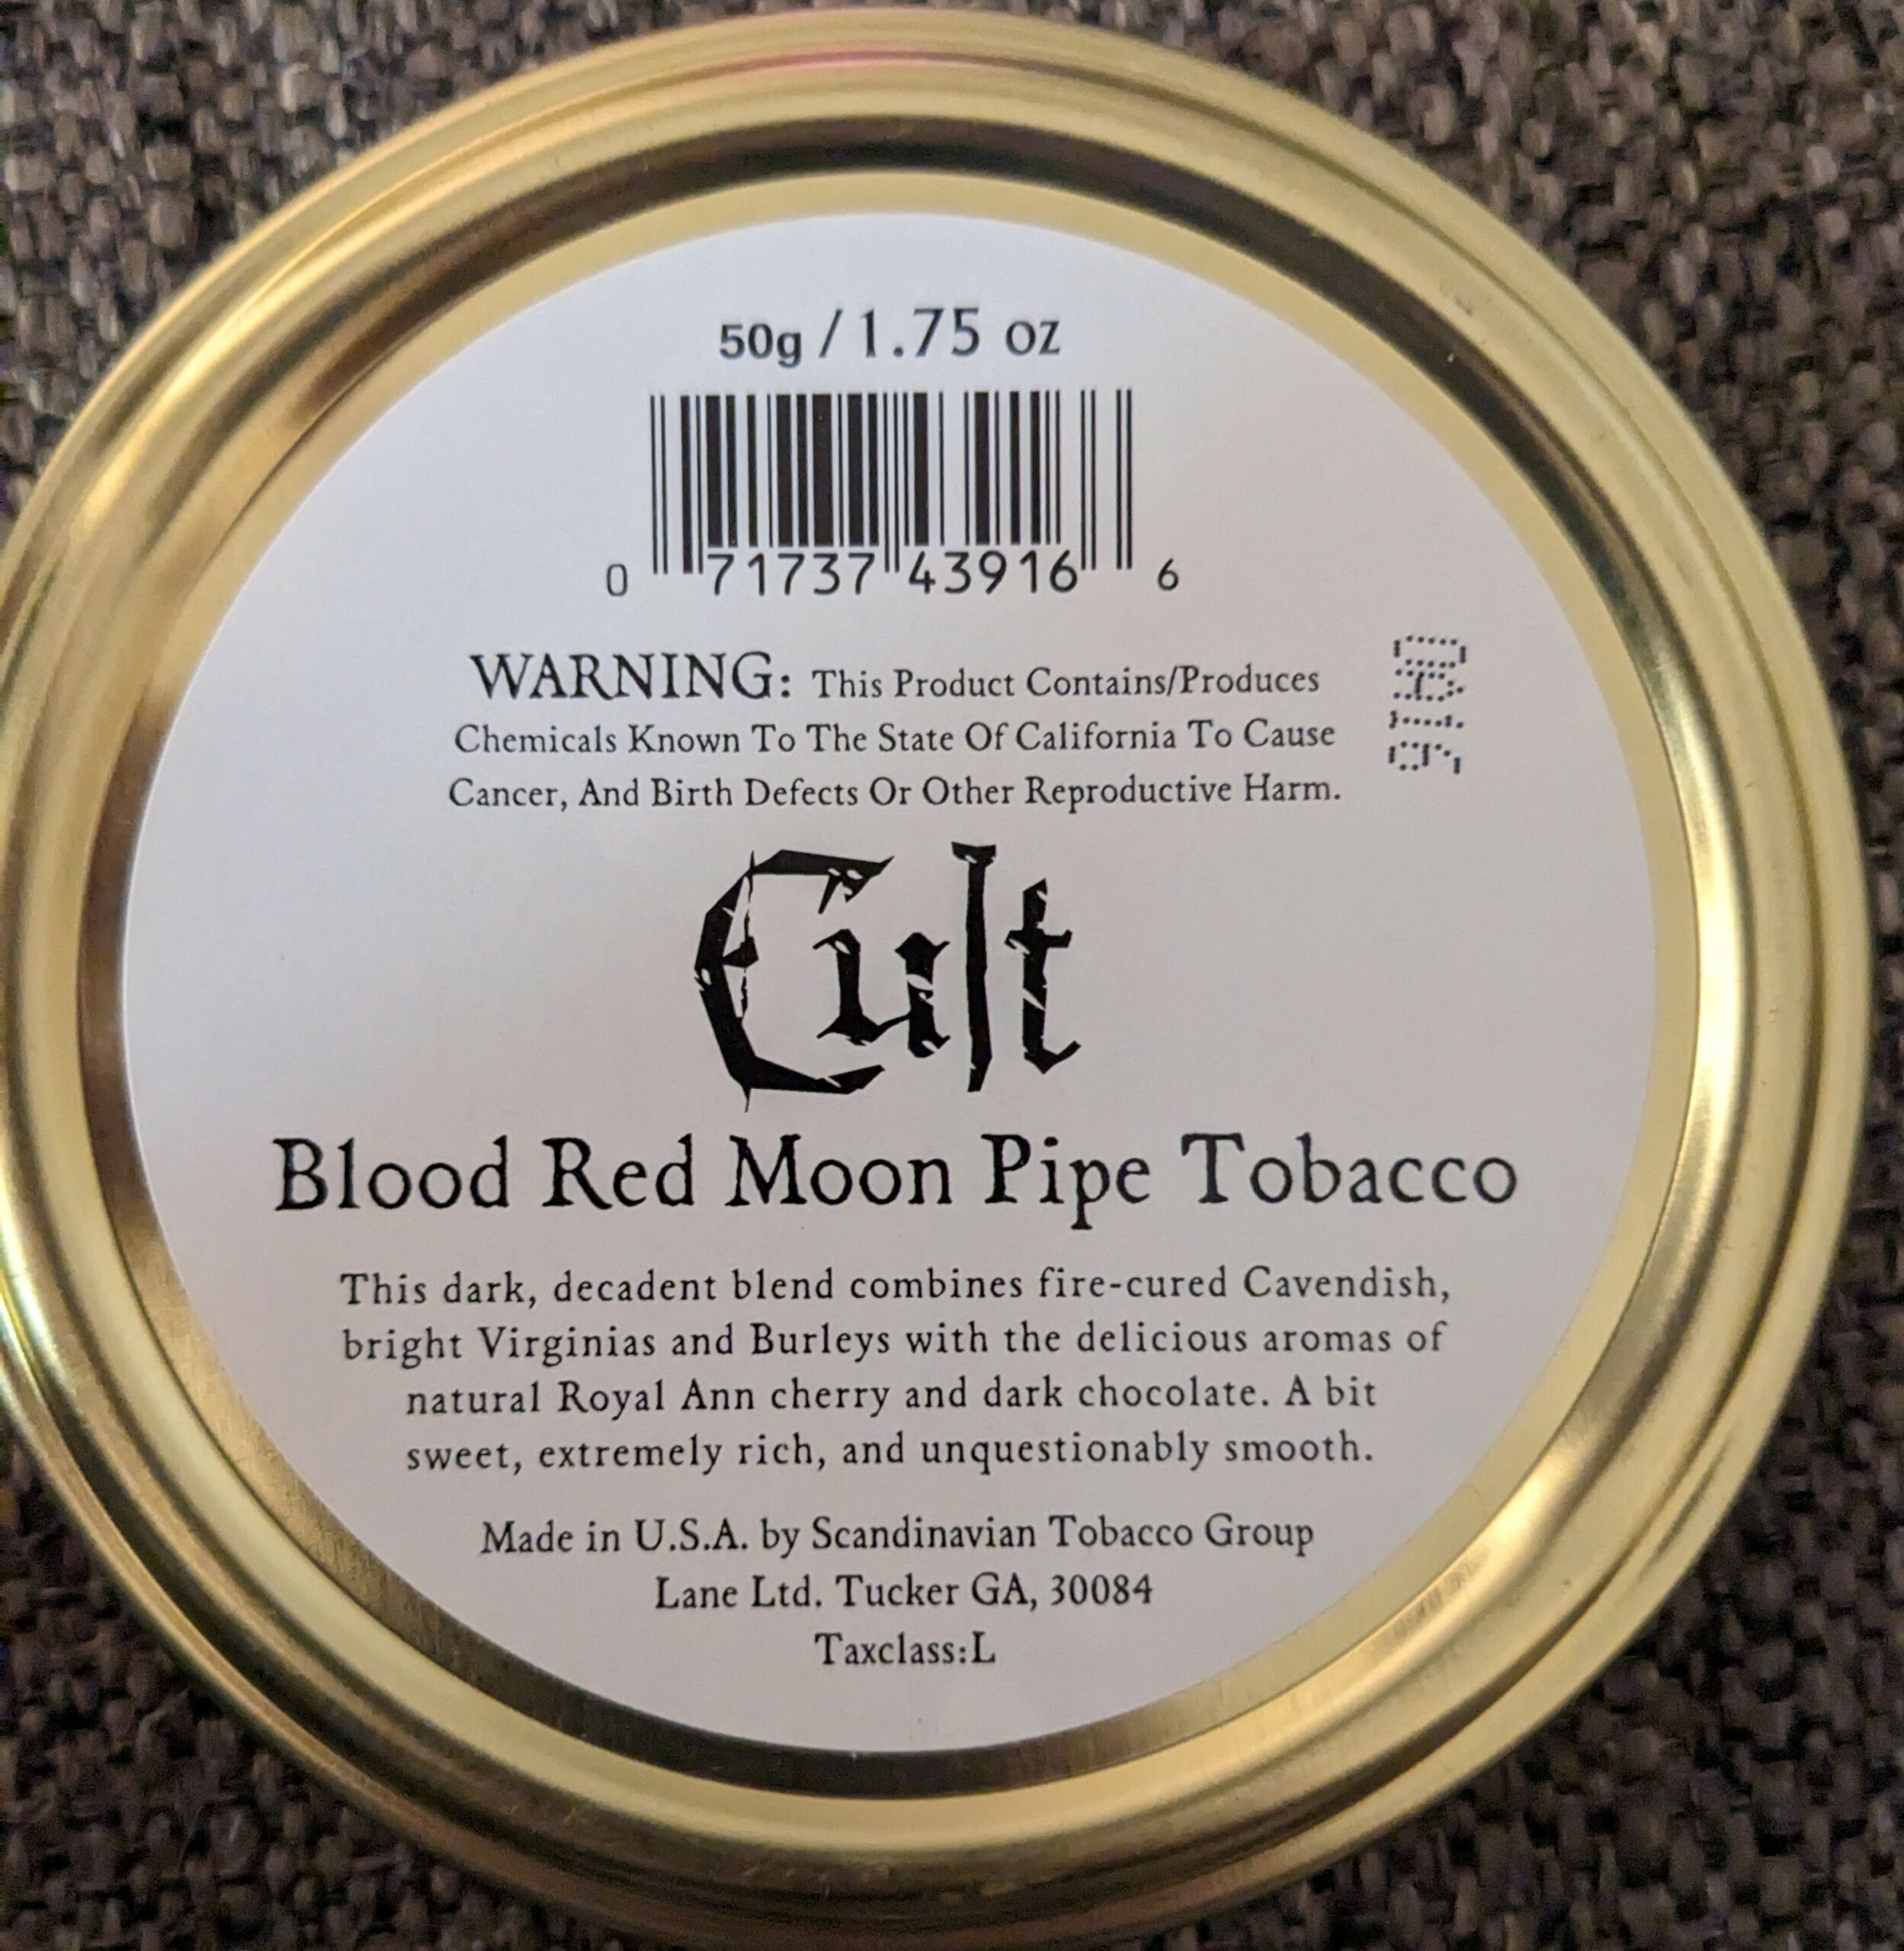 50g / 1.75 oz
0 71737 43916 6
WARNING: This Product Contains/Produces
Chemicals Known To The State Of California To Cause
Cancer, And Birth Defects Or Other Reproductive Harm.
Cult
Blood Red Moon Pipe Tobacco
This dark, decadent blend combines fire-cured Cavendish,
bright Virginias and Burleys with the delicious aromas of
natural Royal Ann cherry and dark chocolate. A bit
sweet, extremely rich, and unquestionably smooth.
Made in U.S.A. by Scandinavian Tobacco Group
Lane Ltd. Tucker GA, 30084
Taxclass:L